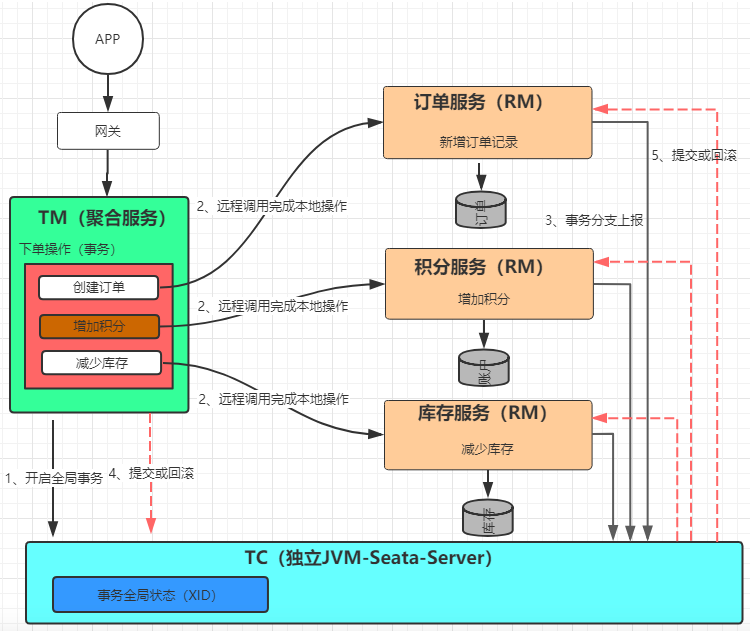 APP
网关
TM（聚合服务）
下单操作（事务）
创建订单
增加积分
减少库存
2、远程调用完成本地操作
2、远程调用完成本地操作
2、远程调用完成本地操作
订单服务（RM）
新增订单记录
订单
积分服务（RM）
增加积分
账户
库存服务（RM）
减少库存
库存
5、提交或回滚
3、事务分支上报
1、开启全局事务
4、提交或回滚
TC（独立JVM-Seata-Server）
事务全局状态（XID）